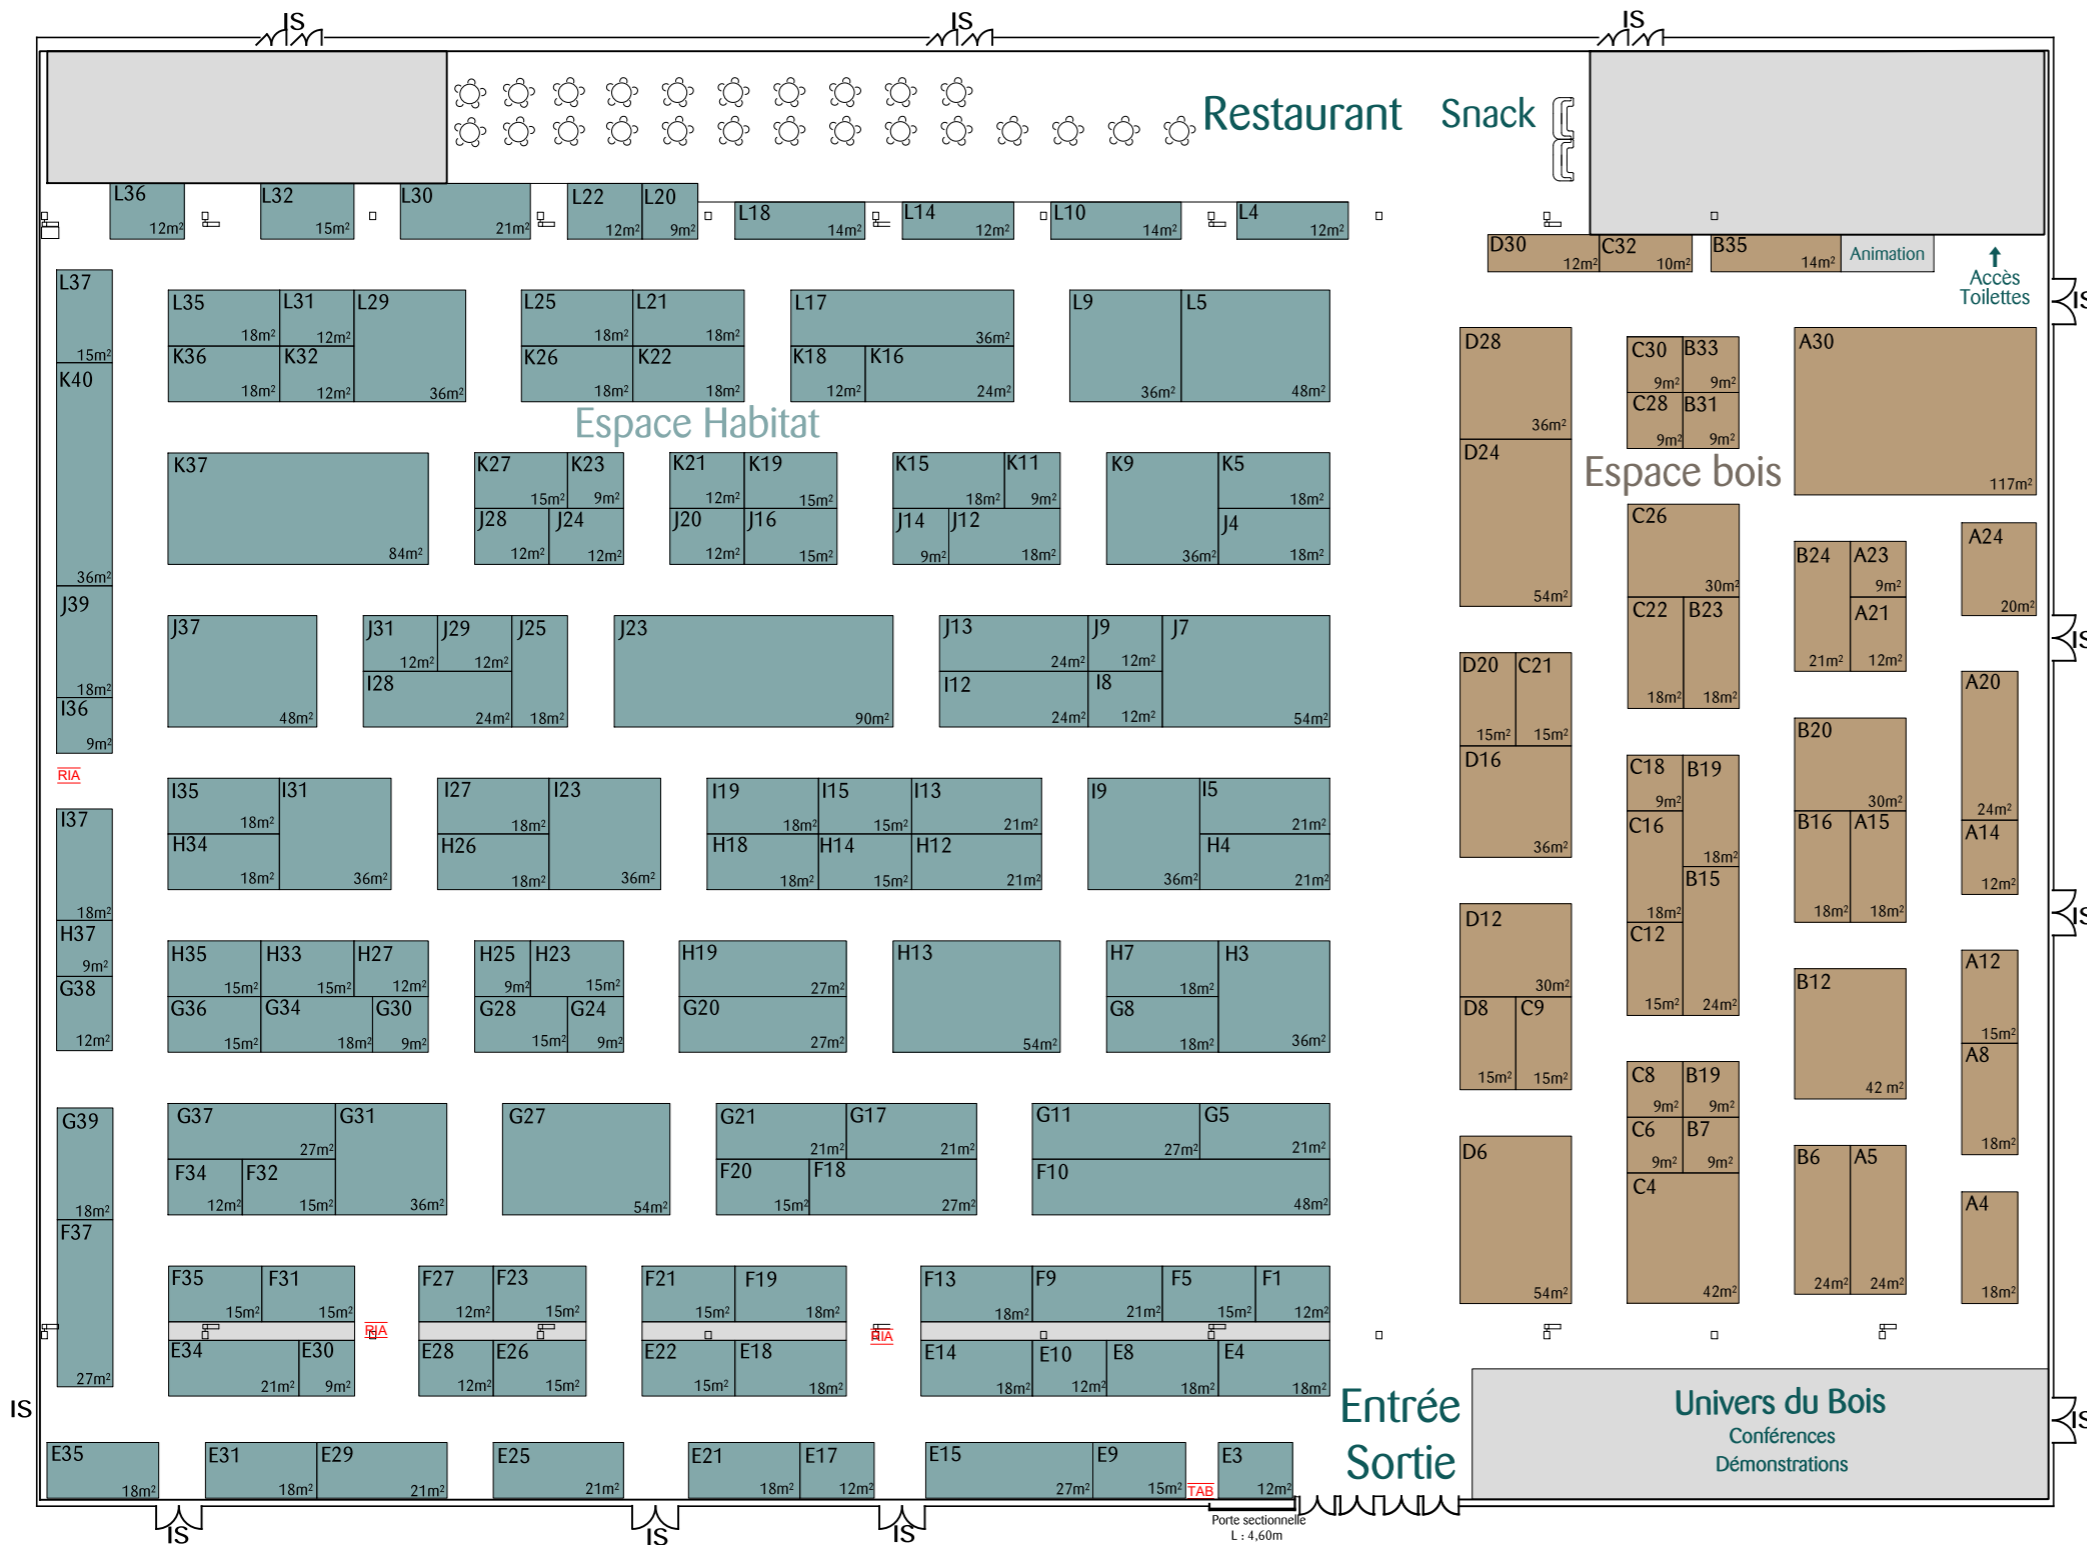 IS
IS
IS
Restaurant
Snack
L36
12m²
L32
15m²
L30
21m²
L22
12m²
L20
9m²
L18
14m²
L14
12m²
L10
14m²
L4
12m²
D30
12m²
C32
10m²
B35
14m²
Animation
Accès
Toilettes
IS
L37
15m²
K40
36m²
J39
18m²
I36
9m²
RIA
I37
18m²
H37
9m²
G38
12m²
G39
18m²
F37
27m²
L35
18m²
L31
12m²
L29
36m²
K36
18m²
K32
12m²
L25
18m²
L21
18m²
K26
18m²
K22
18m²
L17
36m²
K18
12m²
K16
24m²
L9
36m²
L5
48m²
Espace Habitat
K37
84m²
K27
15m²
K23
9m²
J28
12m²
J24
12m²
K21
12m²
K19
15m²
J20
12m²
J16
15m²
K15
18m²
K11
9m²
J14
9m²
J12
18m²
K9
36m²
K5
18m²
J4
18m²
J37
48m²
J31
12m²
J29
12m²
J25
18m²
I28
24m²
J23
90m²
J13
24m²
J9
12m²
J7
54m²
I12
24m²
I8
12m²
I35
18m²
I31
36m²
H34
18m²
I27
18m²
I23
36m²
H26
18m²
I19
18m²
I15
15m²
I13
21m²
H18
18m²
H14
15m²
H12
21m²
I9
36m²
I5
21m²
H4
21m²
H35
15m²
H33
15m²
H27
12m²
G36
15m²
G34
18m²
G30
9m²
H25
9m²
H23
15m²
G28
15m²
G24
9m²
H19
27m²
G20
27m²
H13
54m²
H7
18m²
H3
36m²
G8
18m²
G37
27m²
G31
36m²
F34
12m²
F32
15m²
G27
54m²
G21
21m²
G17
21m²
F20
15m²
F18
27m²
G11
27m²
G5
21m²
F10
48m²
F35
15m²
F31
15m²
RIA
F27
12m²
F23
15m²
F21
15m²
F19
18m²
RIA
F13
18m²
F9
21m²
F5
15m²
F1
12m²
E34
21m²
E30
9m²
E28
12m²
E26
15m²
E22
15m²
E18
18m²
E14
18m²
E10
12m²
E8
18m²
E4
18m²
IS
E35
18m²
E31
18m²
E29
21m²
E25
21m²
E21
18m²
E17
12m²
E15
27m²
E9
15m²
TAB
E3
12m²
IS
IS
IS
Porte sectionnelle
L : 4,60m
Entrée
Sortie
D28
36m²
D24
54m²
C30
9m²
B33
9m²
C28
9m²
B31
9m²
A30
117m²
Espace bois
C26
30m²
C22
18m²
B23
18m²
B24
21m²
A23
9m²
A21
12m²
A24
20m²
IS
D20
15m²
C21
15m²
D16
36m²
A20
24m²
A14
12m²
B20
30m²
B16
18m²
A15
18m²
C18
9m²
B19
18m²
C16
18m²
B15
24m²
C12
15m²
IS
D12
30m²
D8
15m²
C9
15m²
B12
42 m²
A12
15m²
A8
18m²
C8
9m²
B19
9m²
C6
9m²
B7
9m²
C4
42m²
D6
54m²
B6
24m²
A5
24m²
A4
18m²
Univers du Bois
Conférences
Démonstrations
IS